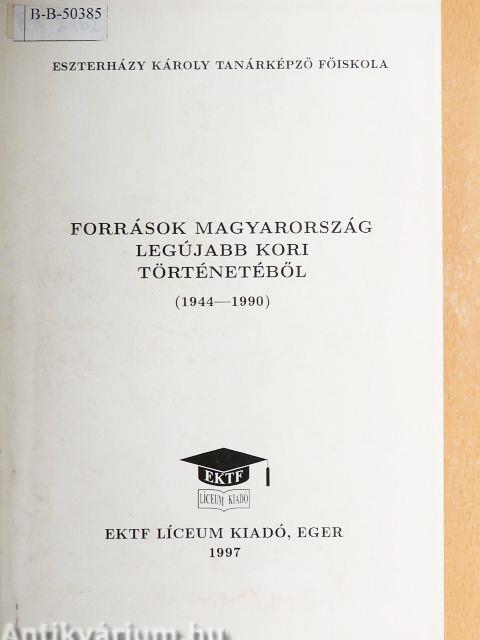 B-B-50385
ESZTERHÁZY KÁROLY TANÁRKÉPZŐ FŐISKOLA
FORRÁSOK MAGYARORSZÁG
LEGÚJABB KORI
TÖRTÉNETÉBŐL
(1944—1990)
EKTF
LÍCEUM KIADÓ
EKTF LÍCEUM KIADÓ, EGER
1997
Antikvárium.hu